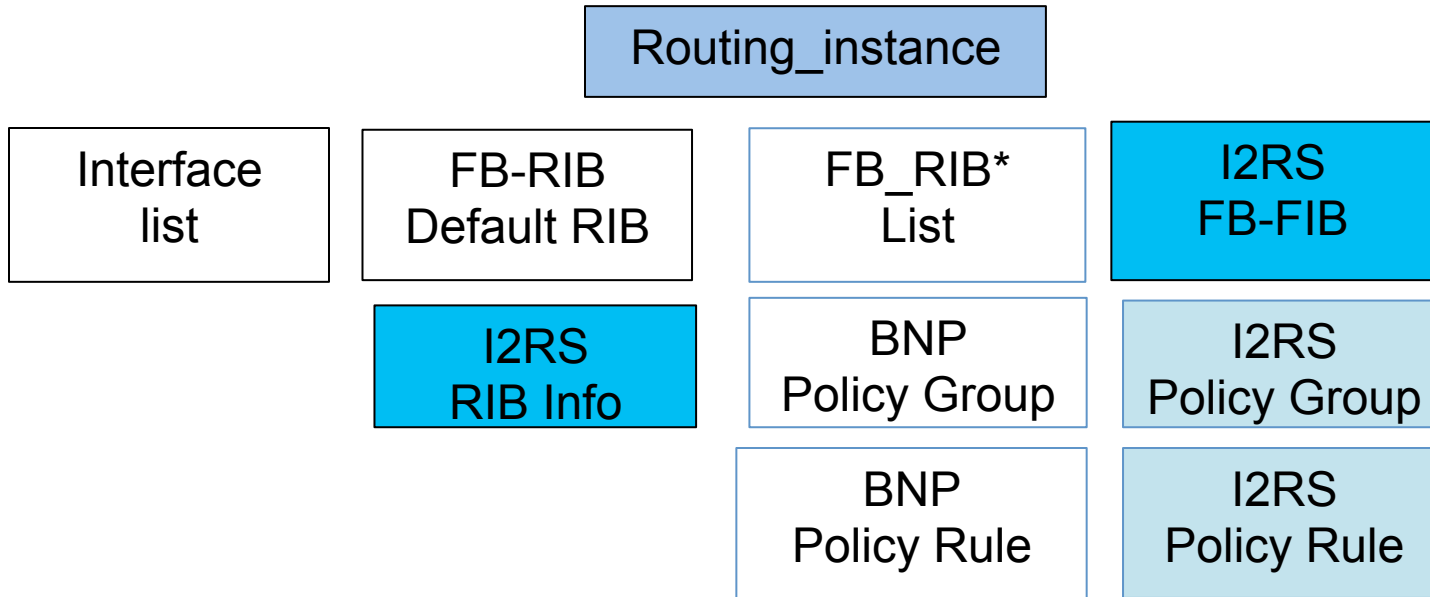 Routing_instance
Interface
list
FB-RIB
Default RIB
FB_RIB*
List
I2RS
FB-FIB
I2RS
RIB Info
BNP
Policy Group
I2RS
Policy Group
BNP
Policy Rule
I2RS
Policy Rule